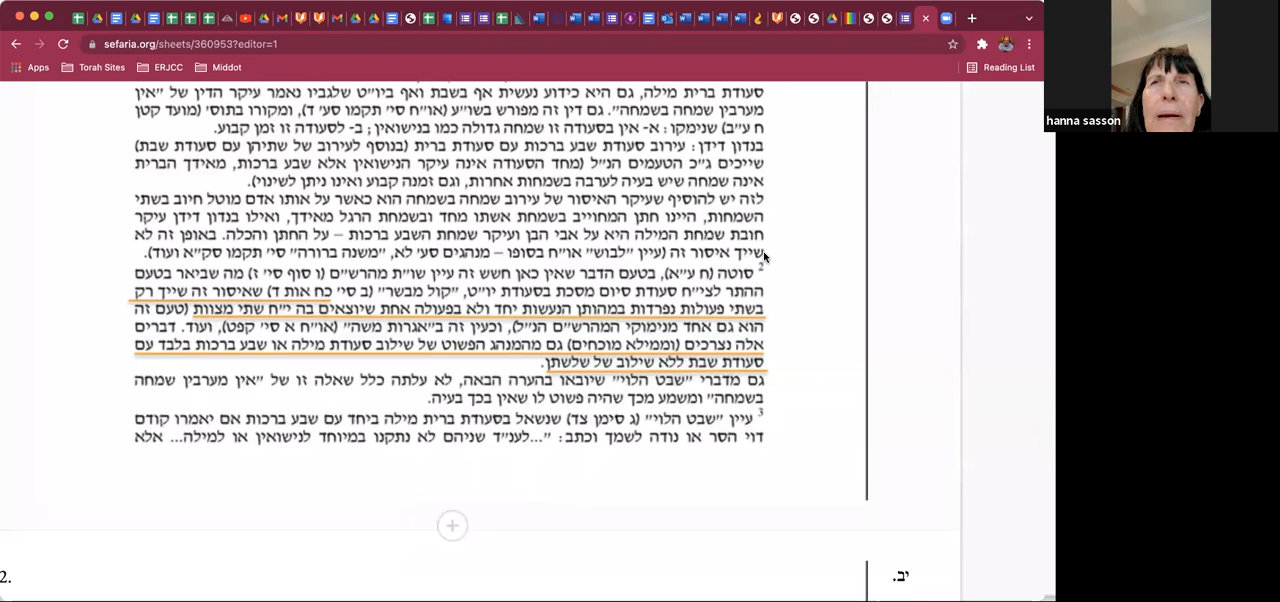 sefaria.org/sheets/360953?editor=1
Apps Torah Sites ERJCC Middot Reading List
hanna sasson
סעודת ברית מילה, גם היא כידוע נעשית אף בשבת ואף ביו״ט שלגביו נאמר עיקר הדין של ״אין
מערבין שמחה בשמחה״. גם דין זה מפורש בשו״ע (או״ח סי׳ תקמו סע׳ ד), ומקורו בתוס׳ (מועד קטן
ח ע״ב) שנימקו: א- אין בסעודה זו שמחה גדולה כמו בנישואין; ב- לסעודה זו זמן קבוע.
בנדון דידן: עירוב סעודת שבע ברכות עם סעודת ברית (בנוסף לעירוב של שתיהן עם סעודת שבת)
שייכים ג״כ הטעמים הנ״ל (מחד הסעודה אינה עיקר הנישואין אלא שבע ברכות, מאידך הברית
אינה שמחה שיש בעיה לערבה בשמחות אחרות, וגם זמנה קבוע ואינו ניתן לשינוי).
לזה יש להוסיף שעיקר האיסור של עירוב שמחה בשמחה הוא כאשר על אותו אדם מוטל חיוב בשתי
השמחות, היינו חתן המחוייב בשמחת אשתו מחד ובשמחת הרגל מאידך, ואילו בנדון דידן עיקר
חובת שמחת המילה היא על אבי הבן ועיקר שמחת השבע ברכות – על החתן והכלה. באופן זה לא
שייך איסור זה (עיין ״לבוש״ או״ח בסופו – מנהגים סע׳ לא, ״משנה ברורה״ סי׳ תקמו סק״א ועוד).
2 סוטה (ח ע״א), בטעם הדבר שאין כאן חשש זה עיין שו״ת מהרש״ם (ו סוף סי׳ ז) מה שביאר בטעם
ההתר לצי״ח סעודת סיום מסכת בסעודת יו״ט, ״קול מבשר״ (ב סי׳ כח אות ד) שאיסור זה שייך רק
בשתי פעולות נפרדות במהותן הנעשות יחד ולא בפעולה אחת שיוצאים בה י״ח שתי מצוות (טעם זה
הוא גם אחד מנימוקי המהרש״ם הנ״ל), וכעין זה ב״אגרות משה״ (או״ח א סי׳ קפט), ועוד. דברים
אלה נצרכים (וממילא מוכחים) גם מהמנהג הפשוט של שילוב סעודת מילה או שבע ברכות בלבד עם
סעודת שבת ללא שילוב של שלשתן.
גם מדברי ״שבט הלוי״ שיובאו בהערה הבאה, לא עלתה כלל שאלה זו של ״אין מערבין שמחה
בשמחה״ ומשמע מכך שהיה פשוט לו שאין בכך בעיה.
3 עיין ״שבט הלוי״ (ג סימן צד) שנשאל בסעודת ברית מילה ביחד עם שבע ברכות אם יאמרו קודם
דוי הסר או נודה לשמך וכתב: ״...לענ״ד שניהם לא נתקנו במיוחד לנישואין או למילה... אלא
2. יב.